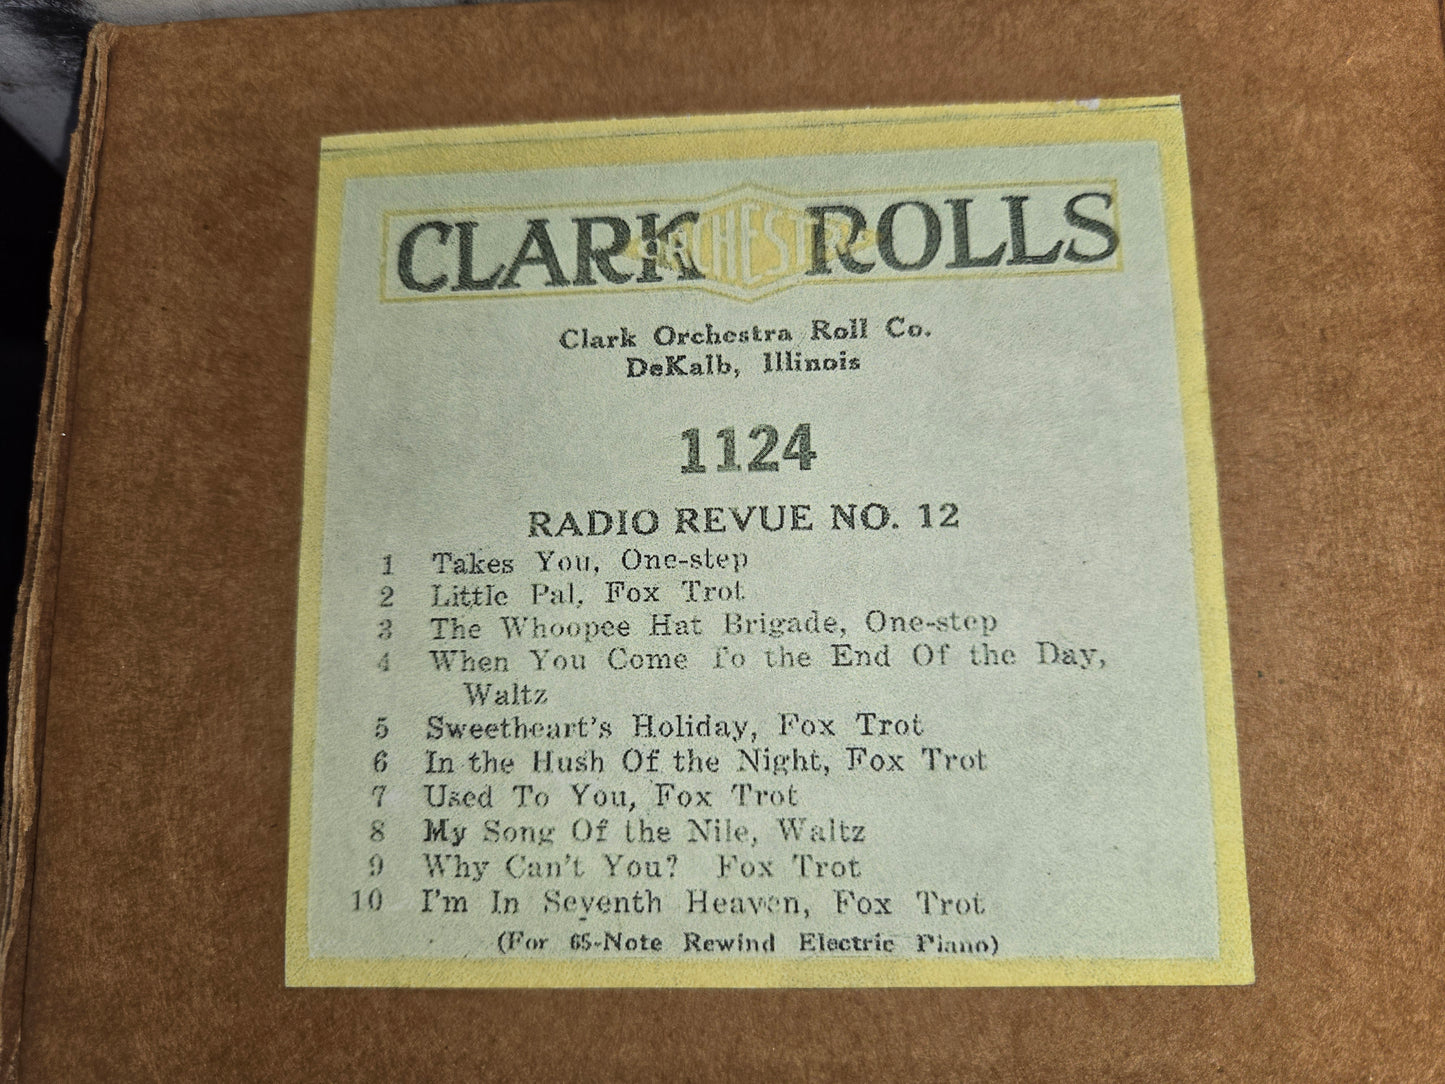 CLARK ORCHESTRA ROLLS
Clark Orchestra Roll Co.
DeKalb, Illinois
1124
RADIO REVUE NO. 12
1 Takes You, One-step
2 Little Pal, Fox Trot
3 The Whoopee Hat Brigade, One-step
4 When You Come To the End Of the Day,
Waltz
5 Sweetheart's Holiday, Fox Trot
6 In the Hush Of the Night, Fox Trot
7 Used To You, Fox Trot
8 My Song Of the Nile, Waltz
9 Why Can't You? Fox Trot
10 I'm In Seventh Heaven, Fox Trot
(For 65-Note Rewind Electric Piano)